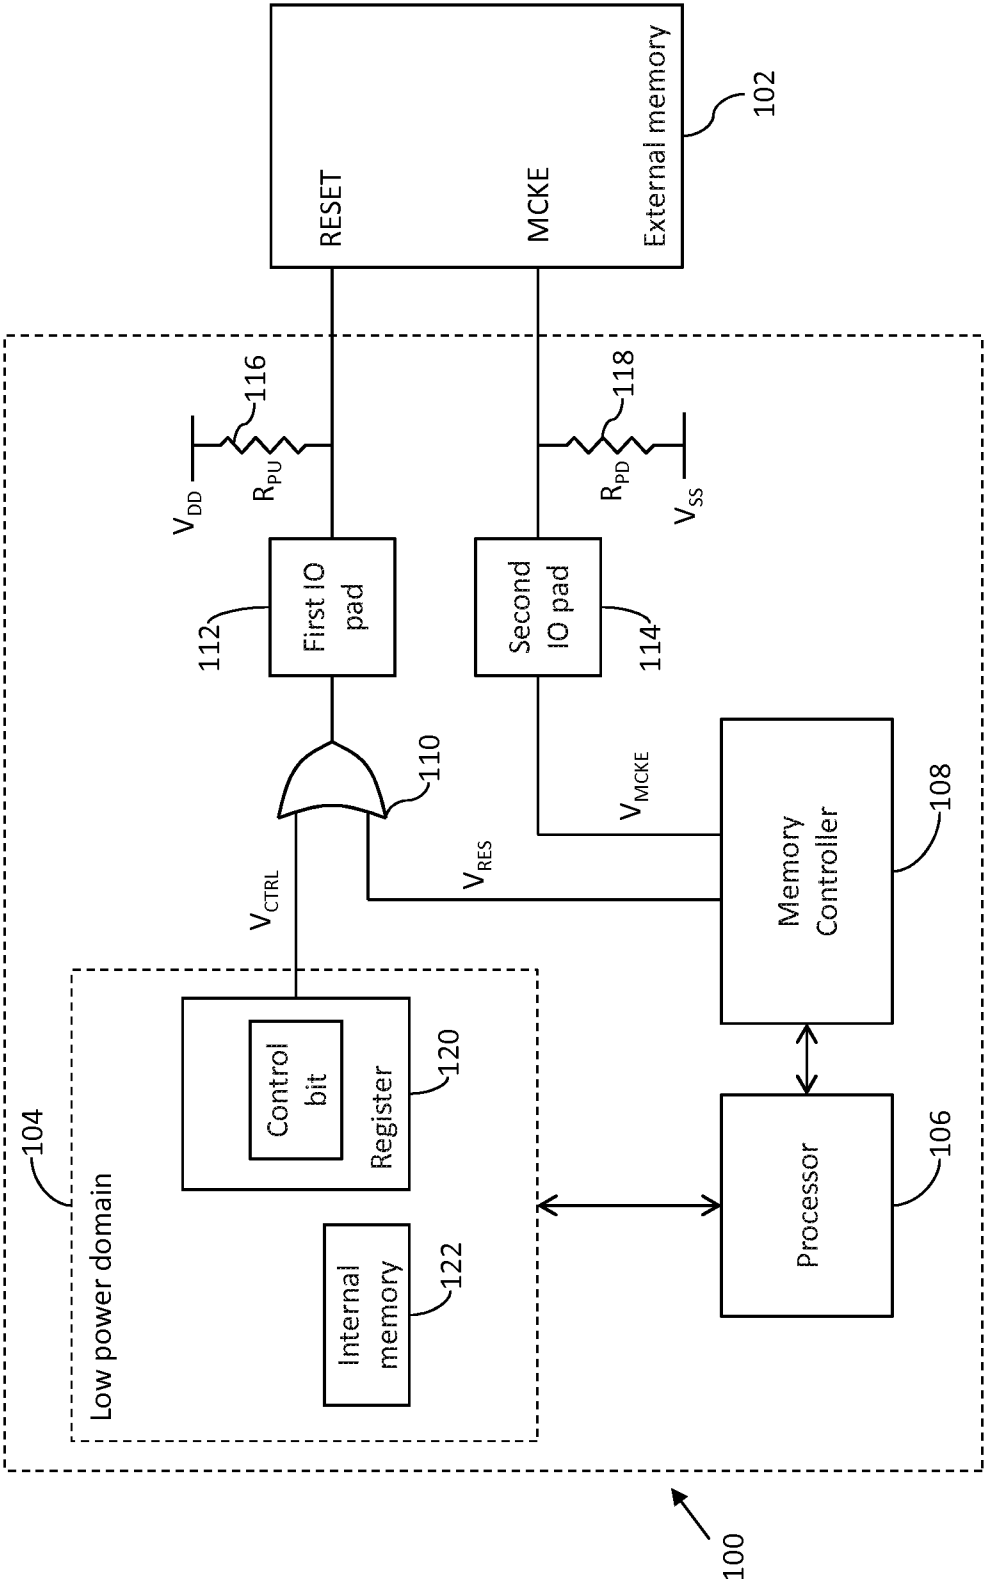 104
Low power domain
Internal
memory
122
Control
bit
Register
120
V_CTRL
V_RES
110
112
First IO
pad
V_DD
R_PU
116
RESET
MCKE
External memory
102
Second
IO pad
114
V_MCKE
R_PD
118
V_SS
Processor
106
Memory
Controller
108
100